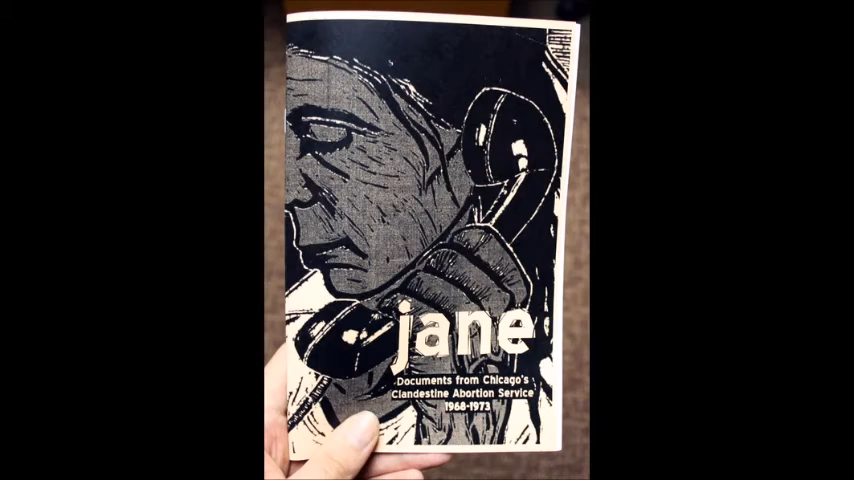 jane
Documents from Chicago's
Clandestine Abortion Service
1968-1973